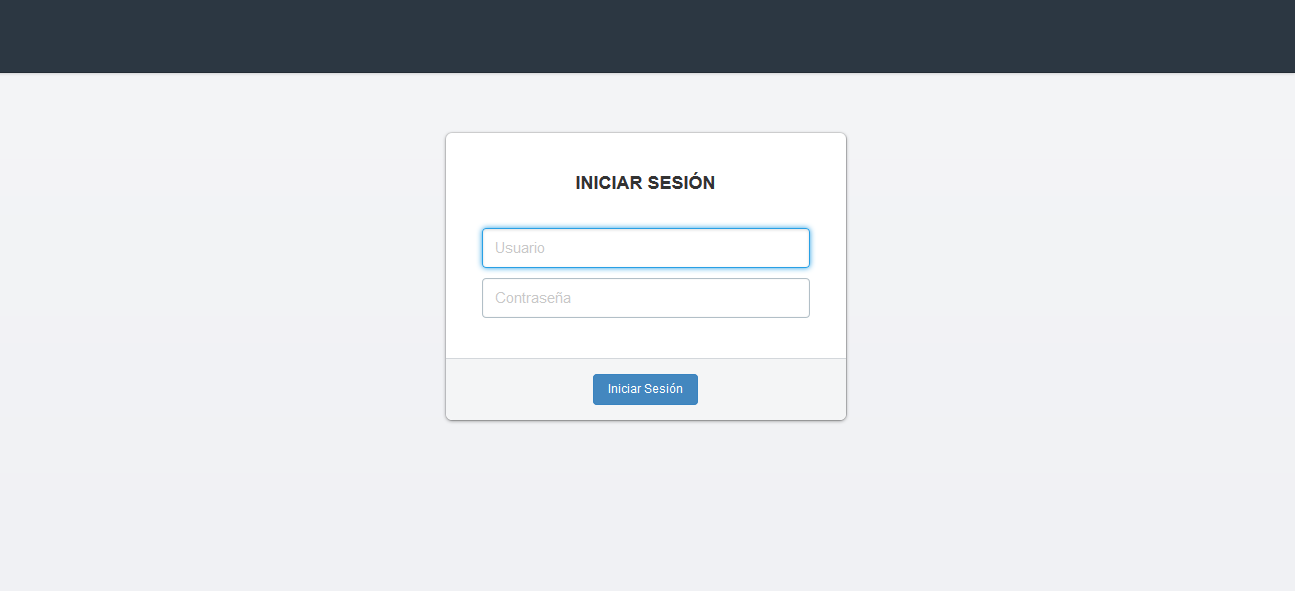 INICIAR SESIÓN
Usuario
Contraseña
Iniciar Sesión